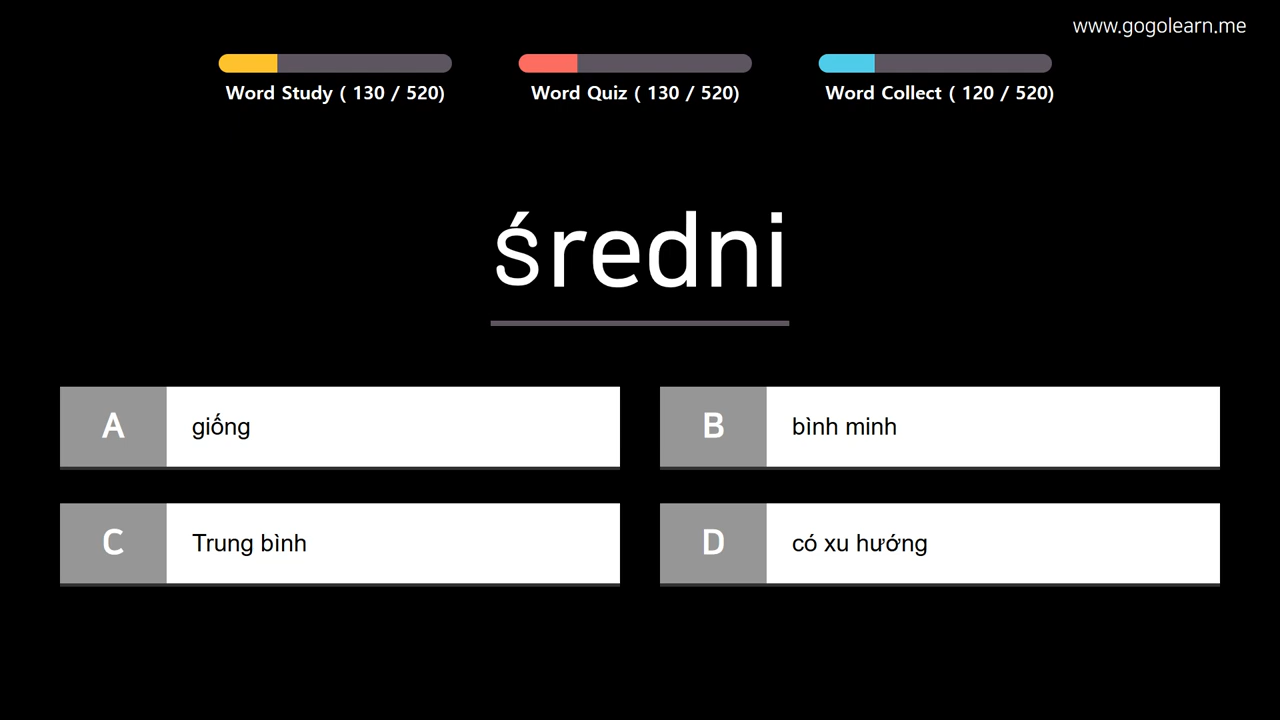 www.gogolearn.me
Word Study ( 130 / 520)
Word Quiz ( 130 / 520)
Word Collect ( 120 / 520)
średni
A giống
B bình minh
C Trung bình
D có xu hướng